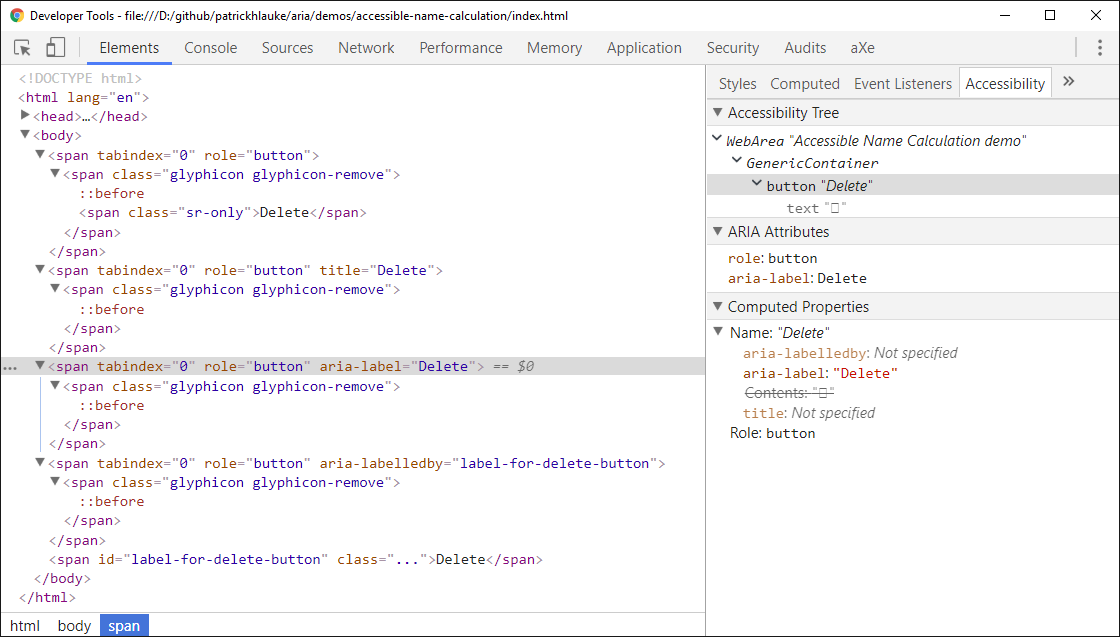 Developer Tools - file:///D:/github/patrickhlauke/aria/demos/accessible-name-calculation/index.html
Elements Console Sources Network Performance Memory Application Security Audits aXe
<!DOCTYPE html>
<html lang="en">
<head>…</head>
<body>
<span tabindex="0" role="button">
<span class="glyphicon glyphicon-remove">
::before
<span class="sr-only">Delete</span>
</span>
</span>
<span tabindex="0" role="button" title="Delete">
<span class="glyphicon glyphicon-remove">
::before
</span>
</span>
<span tabindex="0" role="button" aria-label="Delete"> == $0
<span class="glyphicon glyphicon-remove">
::before
</span>
</span>
<span tabindex="0" role="button" aria-labelledby="label-for-delete-button">
<span class="glyphicon glyphicon-remove">
::before
</span>
</span>
<span id="label-for-delete-button" class="...">Delete</span>
</body>
</html>
html body span
Styles Computed Event Listeners Accessibility »
Accessibility Tree
WebArea "Accessible Name Calculation demo"
GenericContainer
button "Delete"
text "□"
ARIA Attributes
role: button
aria-label: Delete
Computed Properties
Name: "Delete"
aria-labelledby: Not specified
aria-label: "Delete"
Contents: "□"
title: Not specified
Role: button